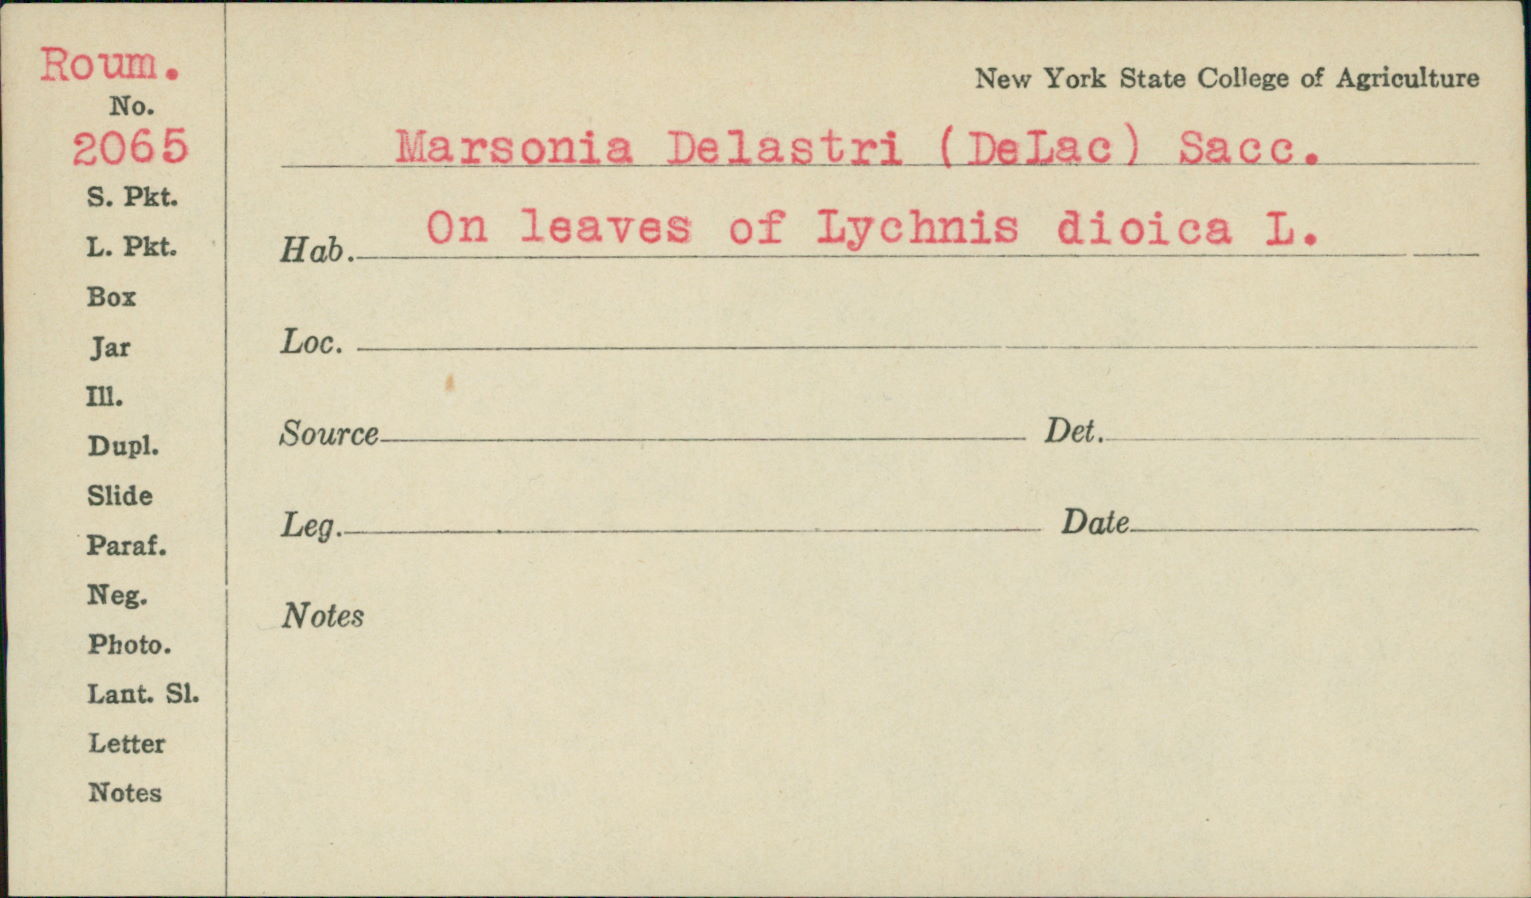 Roum.
No.
2065
S. Pkt.
L. Pkt.
Box
Jar
Ill.
Dupl.
Slide
Paraf.
Neg.
Photo.
Lant. Sl.
Letter
Notes
New York State College of Agriculture
Marsonia Delastri (DeLac) Sacc.
Hab. On leaves of Lychnis dioica L.
Loc.
Source Det.
Leg. Date
Notes